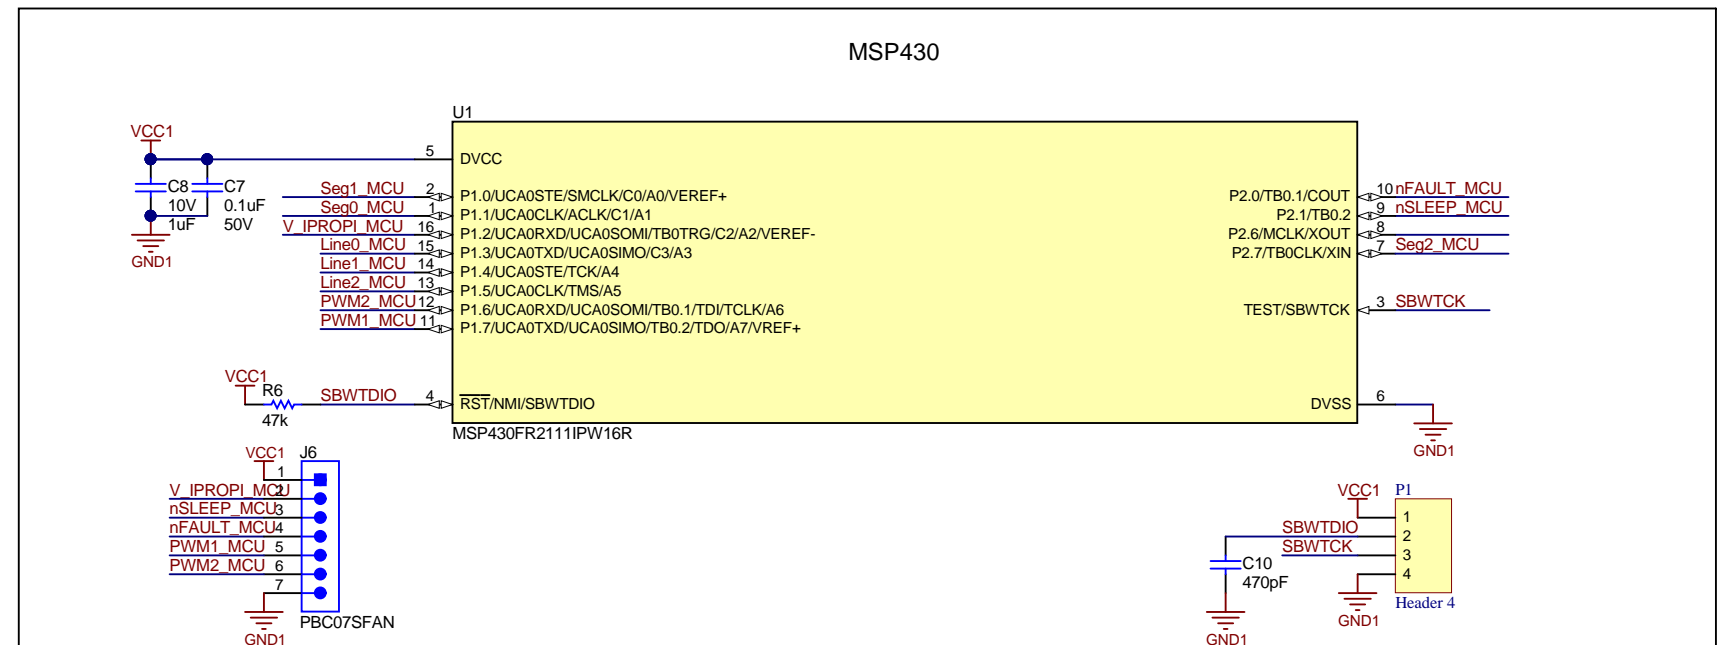 MSP430
U1
VCC1
5 DVCC
C8 C7
10V 0.1uF
1uF 50V
GND1
Seg1_MCU 2 P1.0/UCA0STE/SMCLK/C0/A0/VEREF+
Seg0_MCU 1 P1.1/UCA0CLK/ACLK/C1/A1
V_IPROPI_MCU 16 P1.2/UCA0RXD/UCA0SOMI/TB0TRG/C2/A2/VEREF-
Line0_MCU 15 P1.3/UCA0TXD/UCA0SIMO/C3/A3
Line1_MCU 14 P1.4/UCA0STE/TCK/A4
Line2_MCU 13 P1.5/UCA0CLK/TMS/A5
PWM2_MCU 12 P1.6/UCA0RXD/UCA0SOMI/TB0.1/TDI/TCLK/A6
PWM1_MCU 11 P1.7/UCA0TXD/UCA0SIMO/TB0.2/TDO/A7/VREF+
P2.0/TB0.1/COUT 10 nFAULT_MCU
P2.1/TB0.2 9 nSLEEP_MCU
P2.6/MCLK/XOUT 8
P2.7/TB0CLK/XIN 7 Seg2_MCU
TEST/SBWTCK 3 SBWTCK
VCC1
R6
47k
SBWTDIO 4 RST/NMI/SBWTDIO
DVSS 6
GND1
MSP430FR2111IPW16R
VCC1 J6
1
V_IPROPI_MCU 2
nSLEEP_MCU 3
nFAULT_MCU 4
PWM1_MCU 5
PWM2_MCU 6
7
GND1
PBC07SFAN
VCC1 P1
1
SBWTDIO 2
SBWTCK 3
4
C10
470pF
GND1
GND1
Header 4